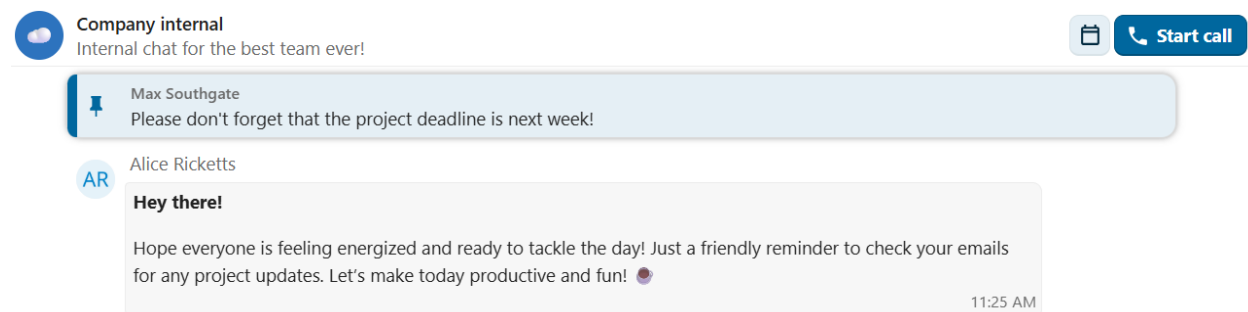 Company internal
Internal chat for the best team ever!
Start call
Max Southgate
Please don't forget that the project deadline is next week!
Alice Ricketts
AR
Hey there!
Hope everyone is feeling energized and ready to tackle the day! Just a friendly reminder to check your emails
for any project updates. Let’s make today productive and fun!
11:25 AM